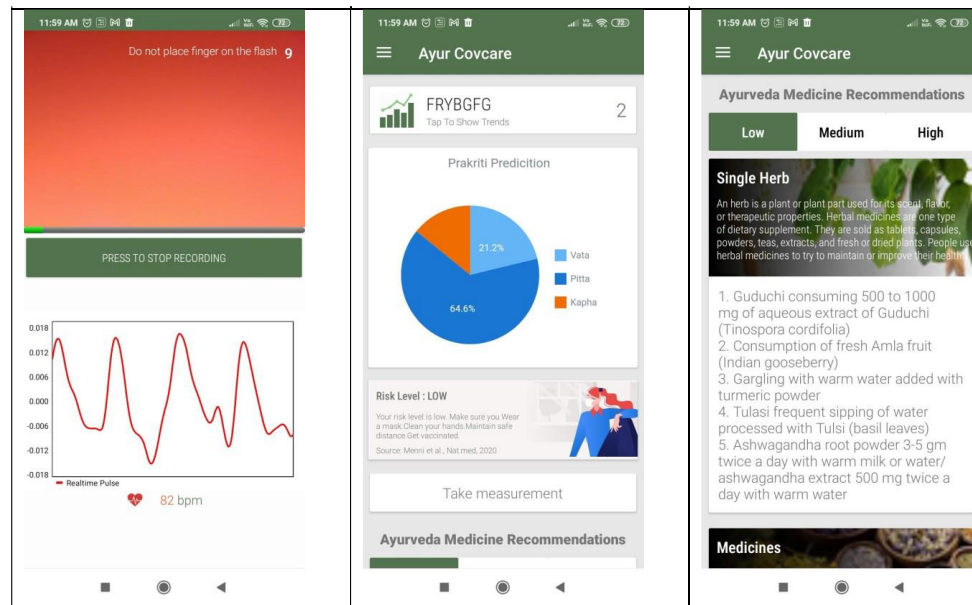 11:59 AM
72
Do not place finger on the flash 9
PRESS TO STOP RECORDING
0.018
0.012
0.006
0.000
-0.006
-0.012
-0.018
Realtime Pulse
82 bpm
11:59 AM
72
Ayur Covcare
FRYBGFG
2
Tap To Show Trends
Prakriti Predicition
21.2%
64.6%
Vata
Pitta
Kapha
Risk Level : LOW
Your risk level is low. Make sure you Wear
a mask.Clean your hands.Maintain safe
distance.Get vaccinated.
Source: Menni et al., Nat.med, 2020
Take measurement
Ayurveda Medicine Recommendations
11:59 AM
72
Ayur Covcare
Ayurveda Medicine Recommendations
Low Medium High
Single Herb
An herb is a plant or plant part used for its scent, flavor,
or therapeutic properties. Herbal medicines are one type
of dietary supplement. They are sold as tablets, capsules,
powders, teas, extracts, and fresh or dried plants. People use
herbal medicines to try to maintain or improve their health.
1. Guduchi consuming 500 to 1000
mg of aqueous extract of Guduchi
(Tinospora cordifolia)
2. Consumption of fresh Amla fruit
(Indian gooseberry)
3. Gargling with warm water added with
turmeric powder
4. Tulasi frequent sipping of water
processed with Tulsi (basil leaves)
5. Ashwagandha root powder 3-5 gm
twice a day with warm milk or water/
ashwagandha extract 500 mg twice a
day with warm water
Medicines